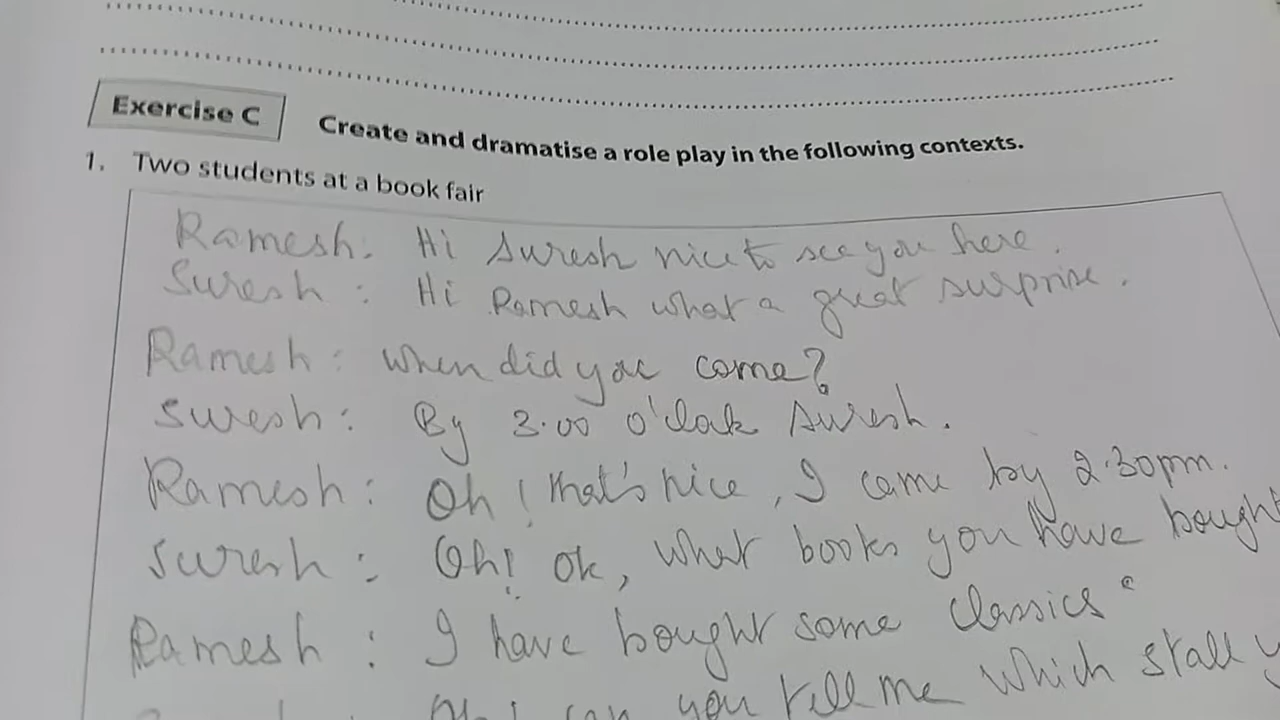 Exercise C Create and dramatise a role play in the following contexts.
1. Two students at a book fair
Ramesh: Hi Suresh nice to see you here.
Suresh: Hi Ramesh what a great surprise.
Ramesh: When did you come?
Suresh: By 3.00 o'clok Suresh.
Ramesh: Oh! that's nice, I came by 2.30pm.
Suresh: Oh! ok, what books you have bought
Ramesh: I have bought some classics.
Oh! can you tell me which stall